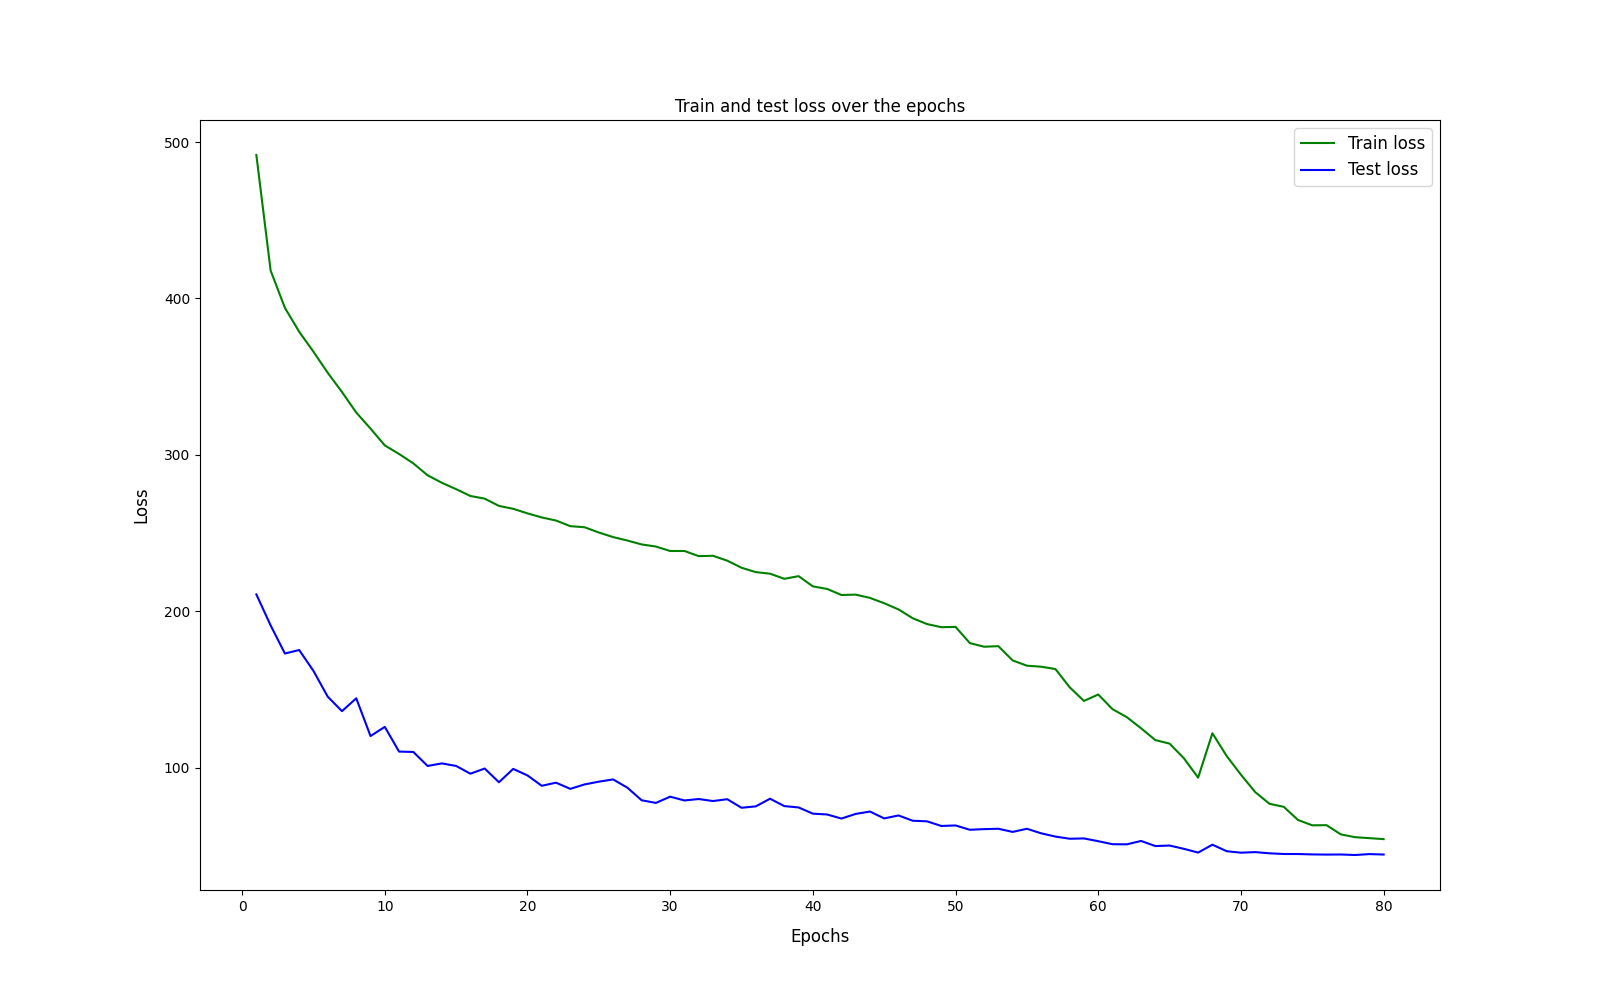 Train and test loss over the epochs
Train loss
Test loss
500
400
300
200
100
Loss
0 10 20 30 40 50 60 70 80
Epochs